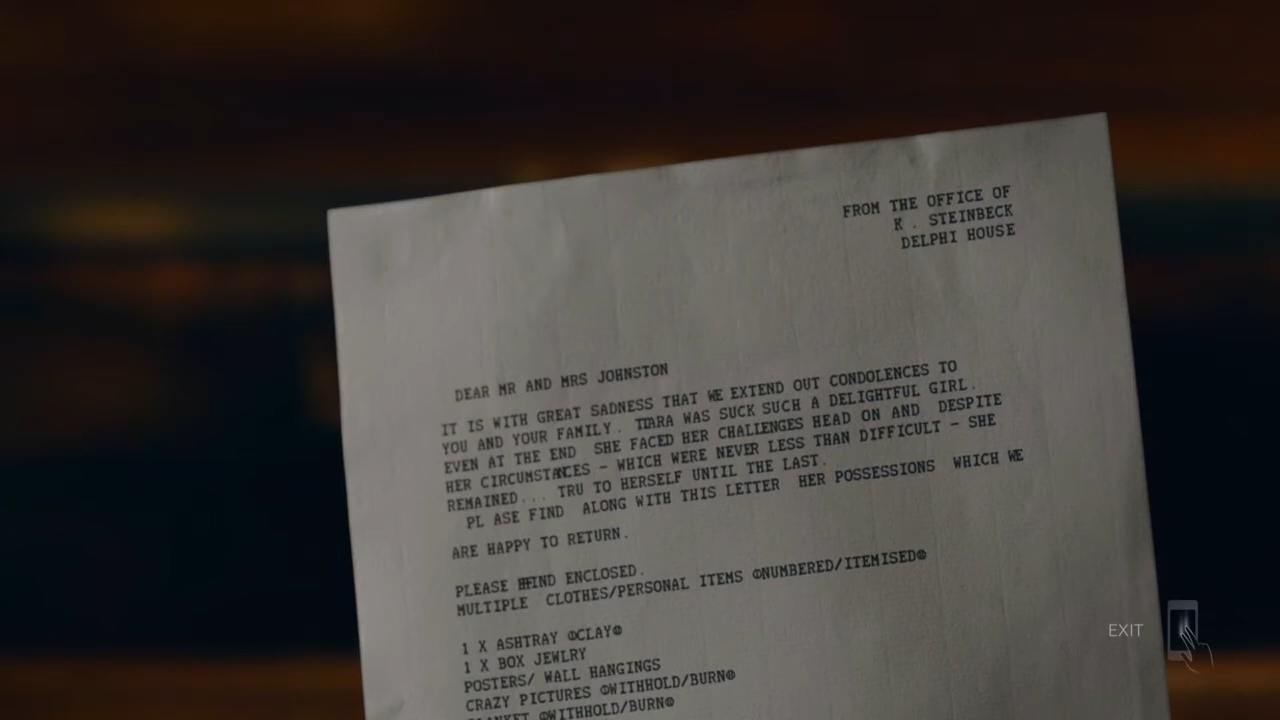 FROM THE OFFICE OF
K . STEINBECK
DELPHI HOUSE
DEAR MR AND MRS JOHNSTON
IT IS WITH GREAT SADNESS THAT WE EXTEND OUT CONDOLENCES TO
YOU AND YOUR FAMILY. TIARA WAS SUCK SUCH A DELIGHTFUL GIRL.
EVEN AT THE END SHE FACED HER CHALLENGES HEAD ON AND DESPITE
HER CIRCUMSTANCES - WHICH WERE NEVER LESS THAN DIFFICULT - SHE
REMAINED... TRU TO HERSELF UNTIL THE LAST.
PL ASE FIND ALONG WITH THIS LETTER HER POSSESSIONS WHICH WE
ARE HAPPY TO RETURN.
PLEASE FIND ENCLOSED.
MULTIPLE CLOTHES/PERSONAL ITEMS NUMBERED/ITEMISED
1 X ASHTRAY CLAY
1 X BOX JEWLRY
POSTERS/ WALL HANGINGS
CRAZY PICTURES WITHHOLD/BURN
BLANKET WITHHOLD/BURN
EXIT